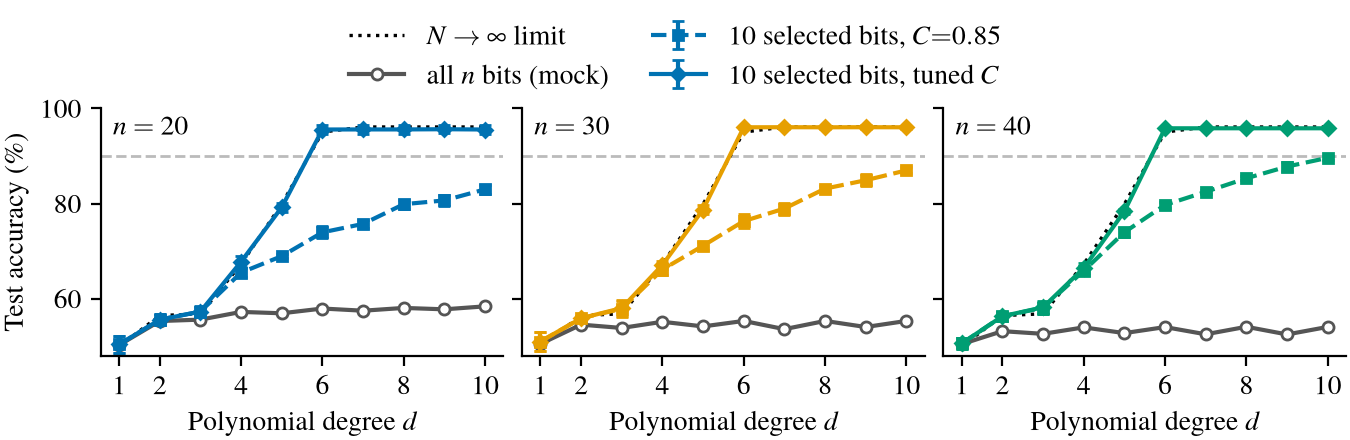 N → ∞ limit
all n bits (mock)
10 selected bits, C=0.85
10 selected bits, tuned C
Test accuracy (%)
100
80
60
n = 20
1 2 4 6 8 10
Polynomial degree d
n = 30
1 2 4 6 8 10
Polynomial degree d
n = 40
1 2 4 6 8 10
Polynomial degree d